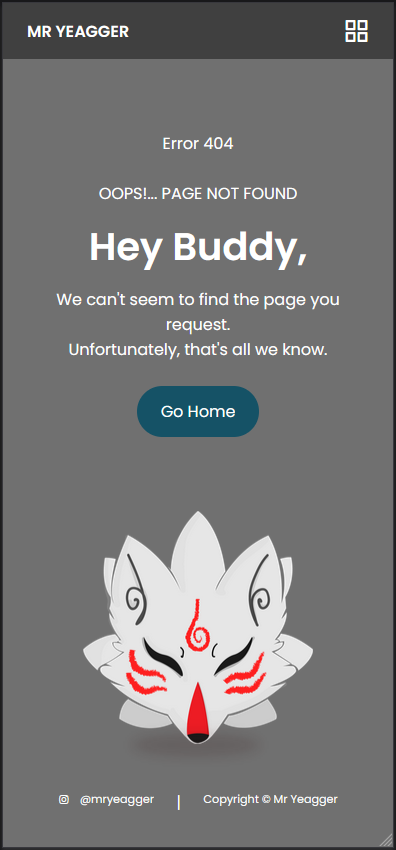 MR YEAGGER
Error 404
OOPS!... PAGE NOT FOUND
Hey Buddy,
We can't seem to find the page you
request.
Unfortunately, that's all we know.
Go Home
@mryeagger | Copyright © Mr Yeagger